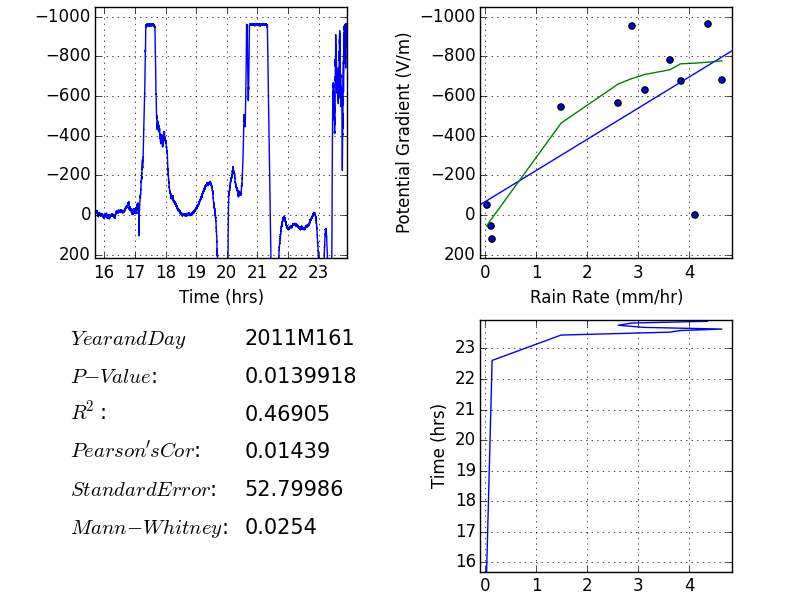 −1000
−800
−600
−400
−200
0
200
16 17 18 19 20 21 22 23
Time (hrs)
Potential Gradient (V/m)
−1000
−800
−600
−400
−200
0
200
0 1 2 3 4
Rain Rate (mm/hr)
YearandDay 2011M161
P−Value: 0.0139918
R²: 0.46905
Pearson'sCor: 0.01439
StandardError: 52.79986
Mann−Whitney: 0.0254
Time (hrs)
23
22
21
20
19
18
17
16
0 1 2 3 4